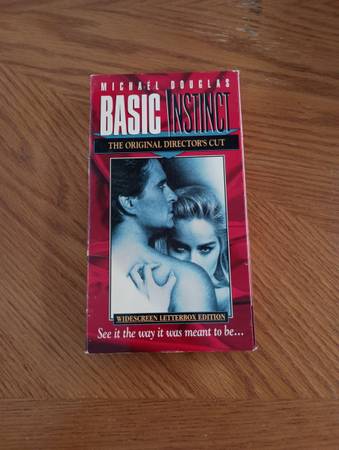 MICHAEL DOUGLAS
BASIC INSTINCT
THE ORIGINAL DIRECTOR'S CUT
WIDESCREEN LETTERBOX EDITION
See it the way it was meant to be...